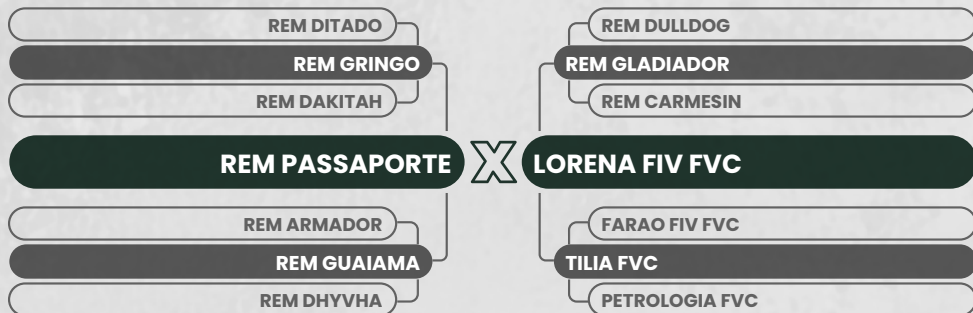 REM DITADO
REM GRINGO
REM DAKITAH
REM PASSAPORTE
REM ARMADOR
REM GUAIAMA
REM DHYVHA
X
REM DULLDOG
REM GLADIADOR
REM CARMESIN
LORENA FIV FVC
FARAO FIV FVC
TILIA FVC
PETROLOGIA FVC